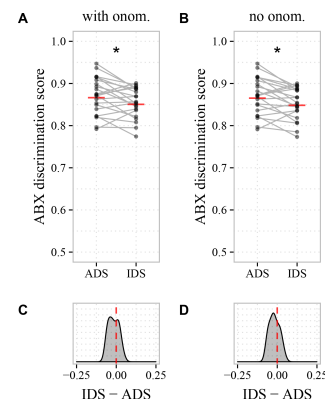 A with onom.
B no onom.
*
*
ABX discrimination score
1.0
0.9
0.8
0.7
0.6
0.5
ADS IDS
ABX discrimination score
1.0
0.9
0.8
0.7
0.6
0.5
ADS IDS
C
D
−0.25 0.00 0.25
−0.25 0.00 0.25
IDS − ADS
IDS − ADS